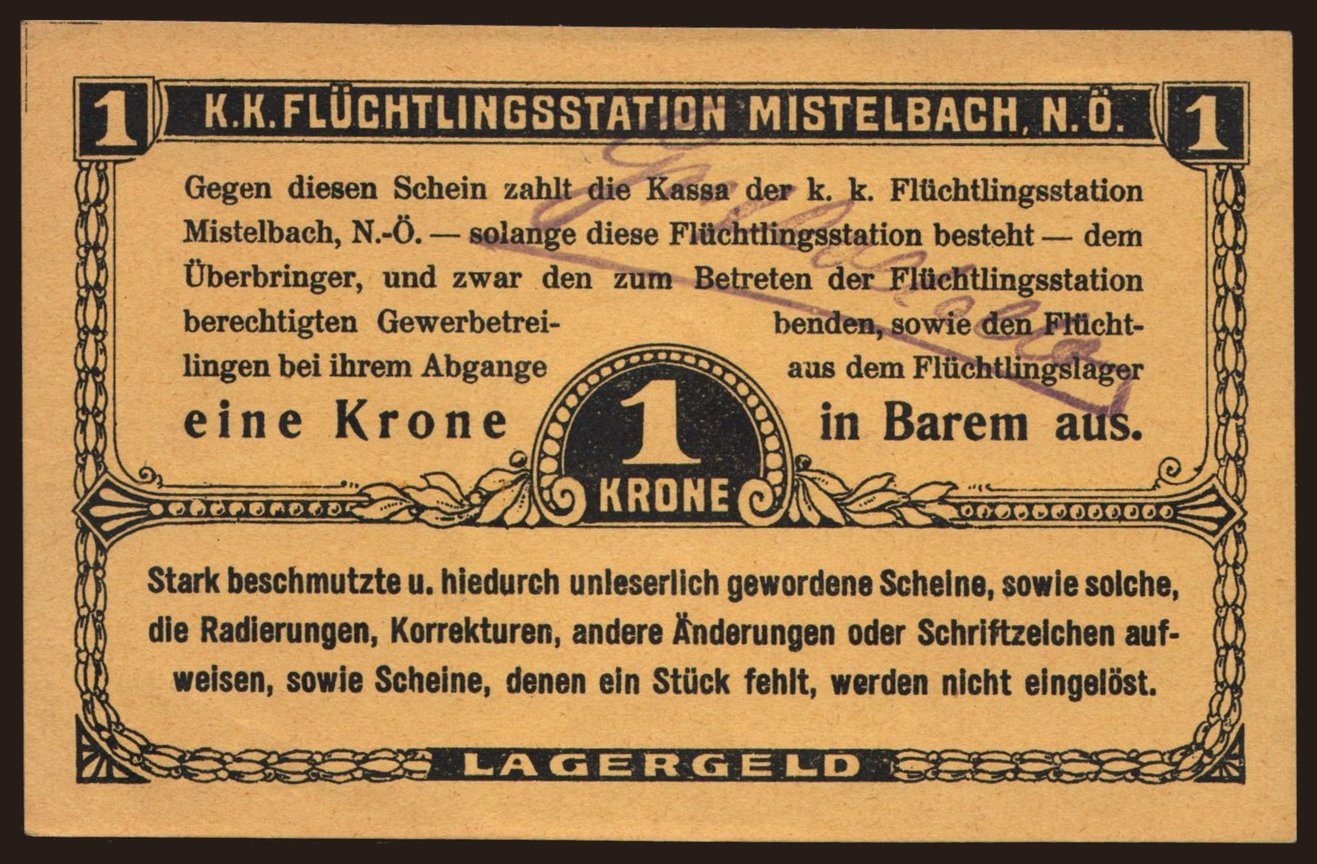 1 K.K. FLÜCHTLINGSSTATION MISTELBACH, N.Ö. 1
Gegen diesen Schein zahlt die Kassa der k. k. Flüchtlingsstation
Mistelbach, N.-Ö. — solange diese Flüchtlingsstation besteht — dem
Überbringer, und zwar den zum Betreten der Flüchtlingsstation
berechtigten Gewerbetrei- benden, sowie den Flücht-
lingen bei ihrem Abgange aus dem Flüchtlingslager
eine Krone in Barem aus.
1
KRONE
Stark beschmutzte u. hiedurch unleserlich gewordene Scheine, sowie solche,
die Radierungen, Korrekturen, andere Änderungen oder Schriftzeichen auf-
weisen, sowie Scheine, denen ein Stück fehlt, werden nicht eingelöst.
LAGERGELD